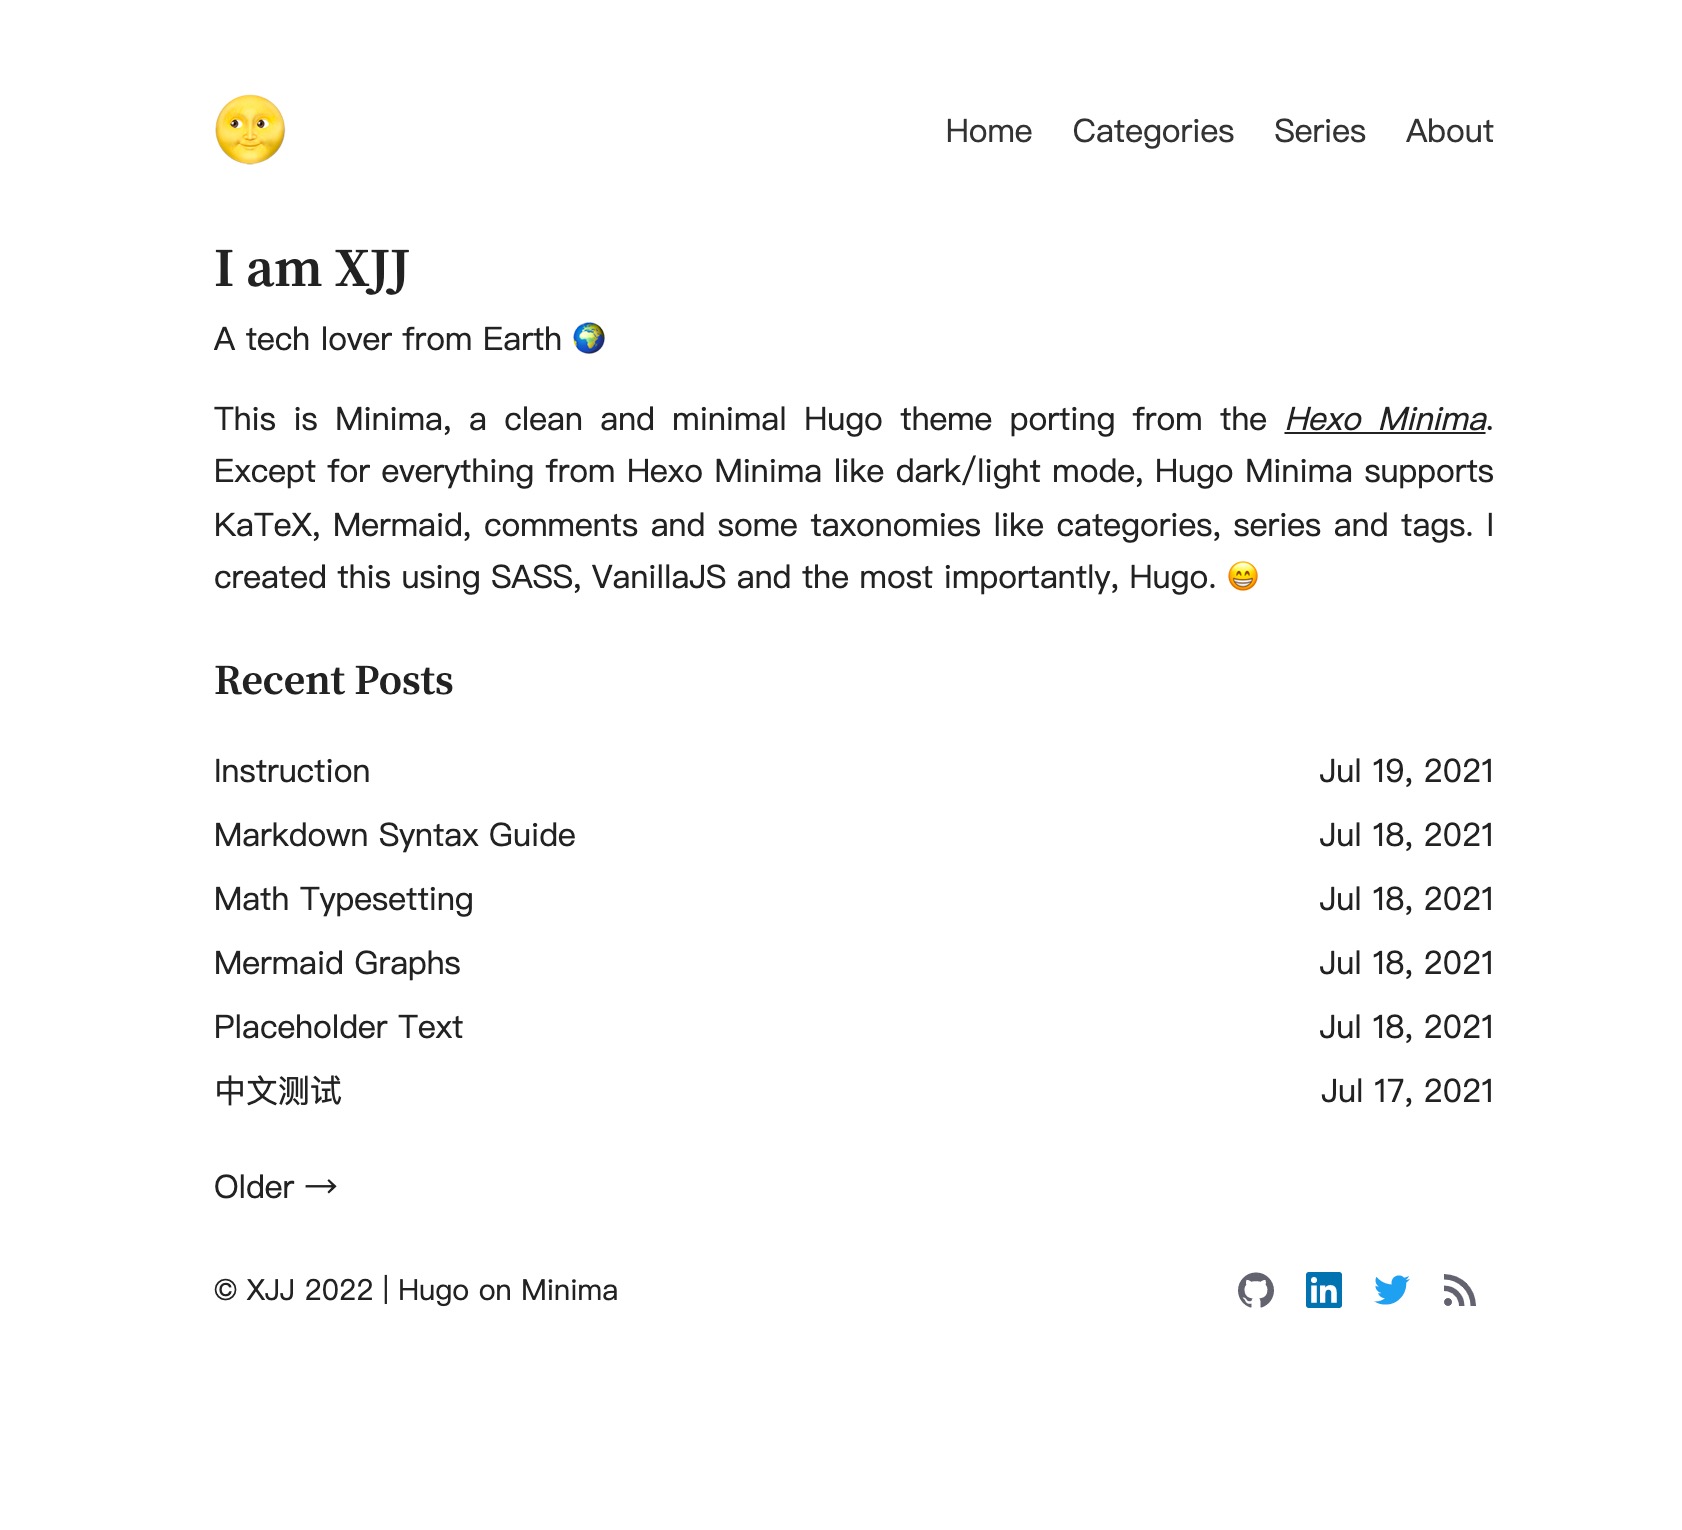 Home Categories Series About
I am XJJ
A tech lover from Earth 🌍
This is Minima, a clean and minimal Hugo theme porting from the Hexo Minima.
Except for everything from Hexo Minima like dark/light mode, Hugo Minima supports
KaTeX, Mermaid, comments and some taxonomies like categories, series and tags. I
created this using SASS, VanillaJS and the most importantly, Hugo. 😁
Recent Posts
Instruction Jul 19, 2021
Markdown Syntax Guide Jul 18, 2021
Math Typesetting Jul 18, 2021
Mermaid Graphs Jul 18, 2021
Placeholder Text Jul 18, 2021
中文测试 Jul 17, 2021
Older →
© XJJ 2022 | Hugo on Minima